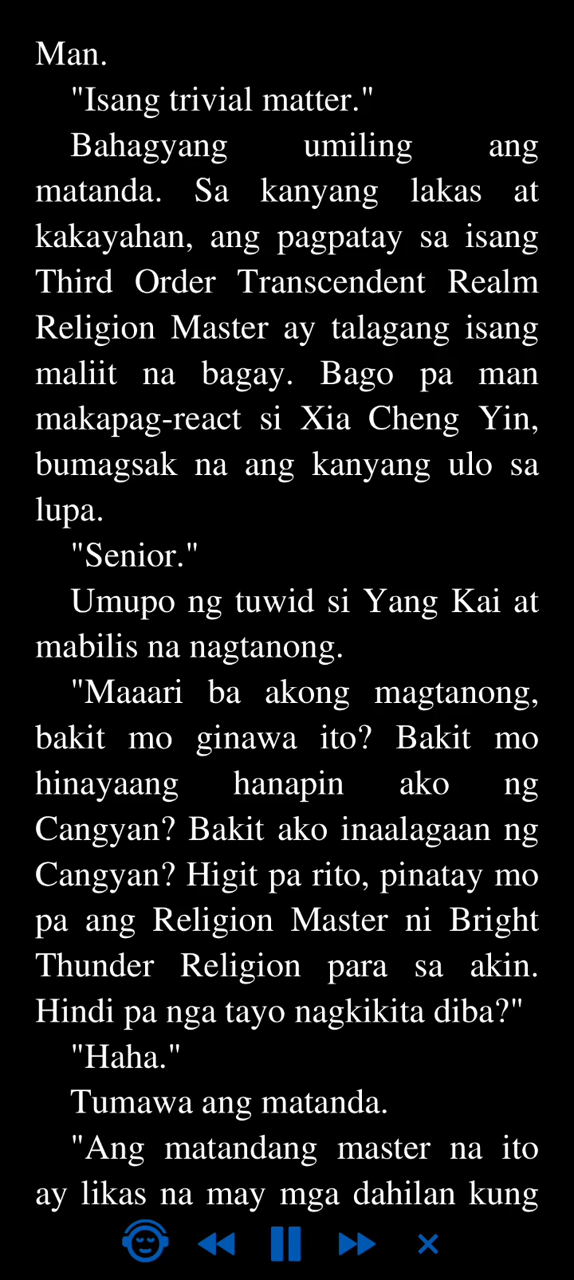 Man.
"Isang trivial matter."
Bahagyang umiling ang
matanda. Sa kanyang lakas at
kakayahan, ang pagpatay sa isang
Third Order Transcendent Realm
Religion Master ay talagang isang
maliit na bagay. Bago pa man
makapag-react si Xia Cheng Yin,
bumagsak na ang kanyang ulo sa
lupa.
"Senior."
Umupo ng tuwid si Yang Kai at
mabilis na nagtanong.
"Maaari ba akong magtanong,
bakit mo ginawa ito? Bakit mo
hinayaang hanapin ako ng
Cangyan? Bakit ako inaalagaan ng
Cangyan? Higit pa rito, pinatay mo
pa ang Religion Master ni Bright
Thunder Religion para sa akin.
Hindi pa nga tayo nagkikita diba?"
"Haha."
Tumawa ang matanda.
"Ang matandang master na ito
ay likas na may mga dahilan kung